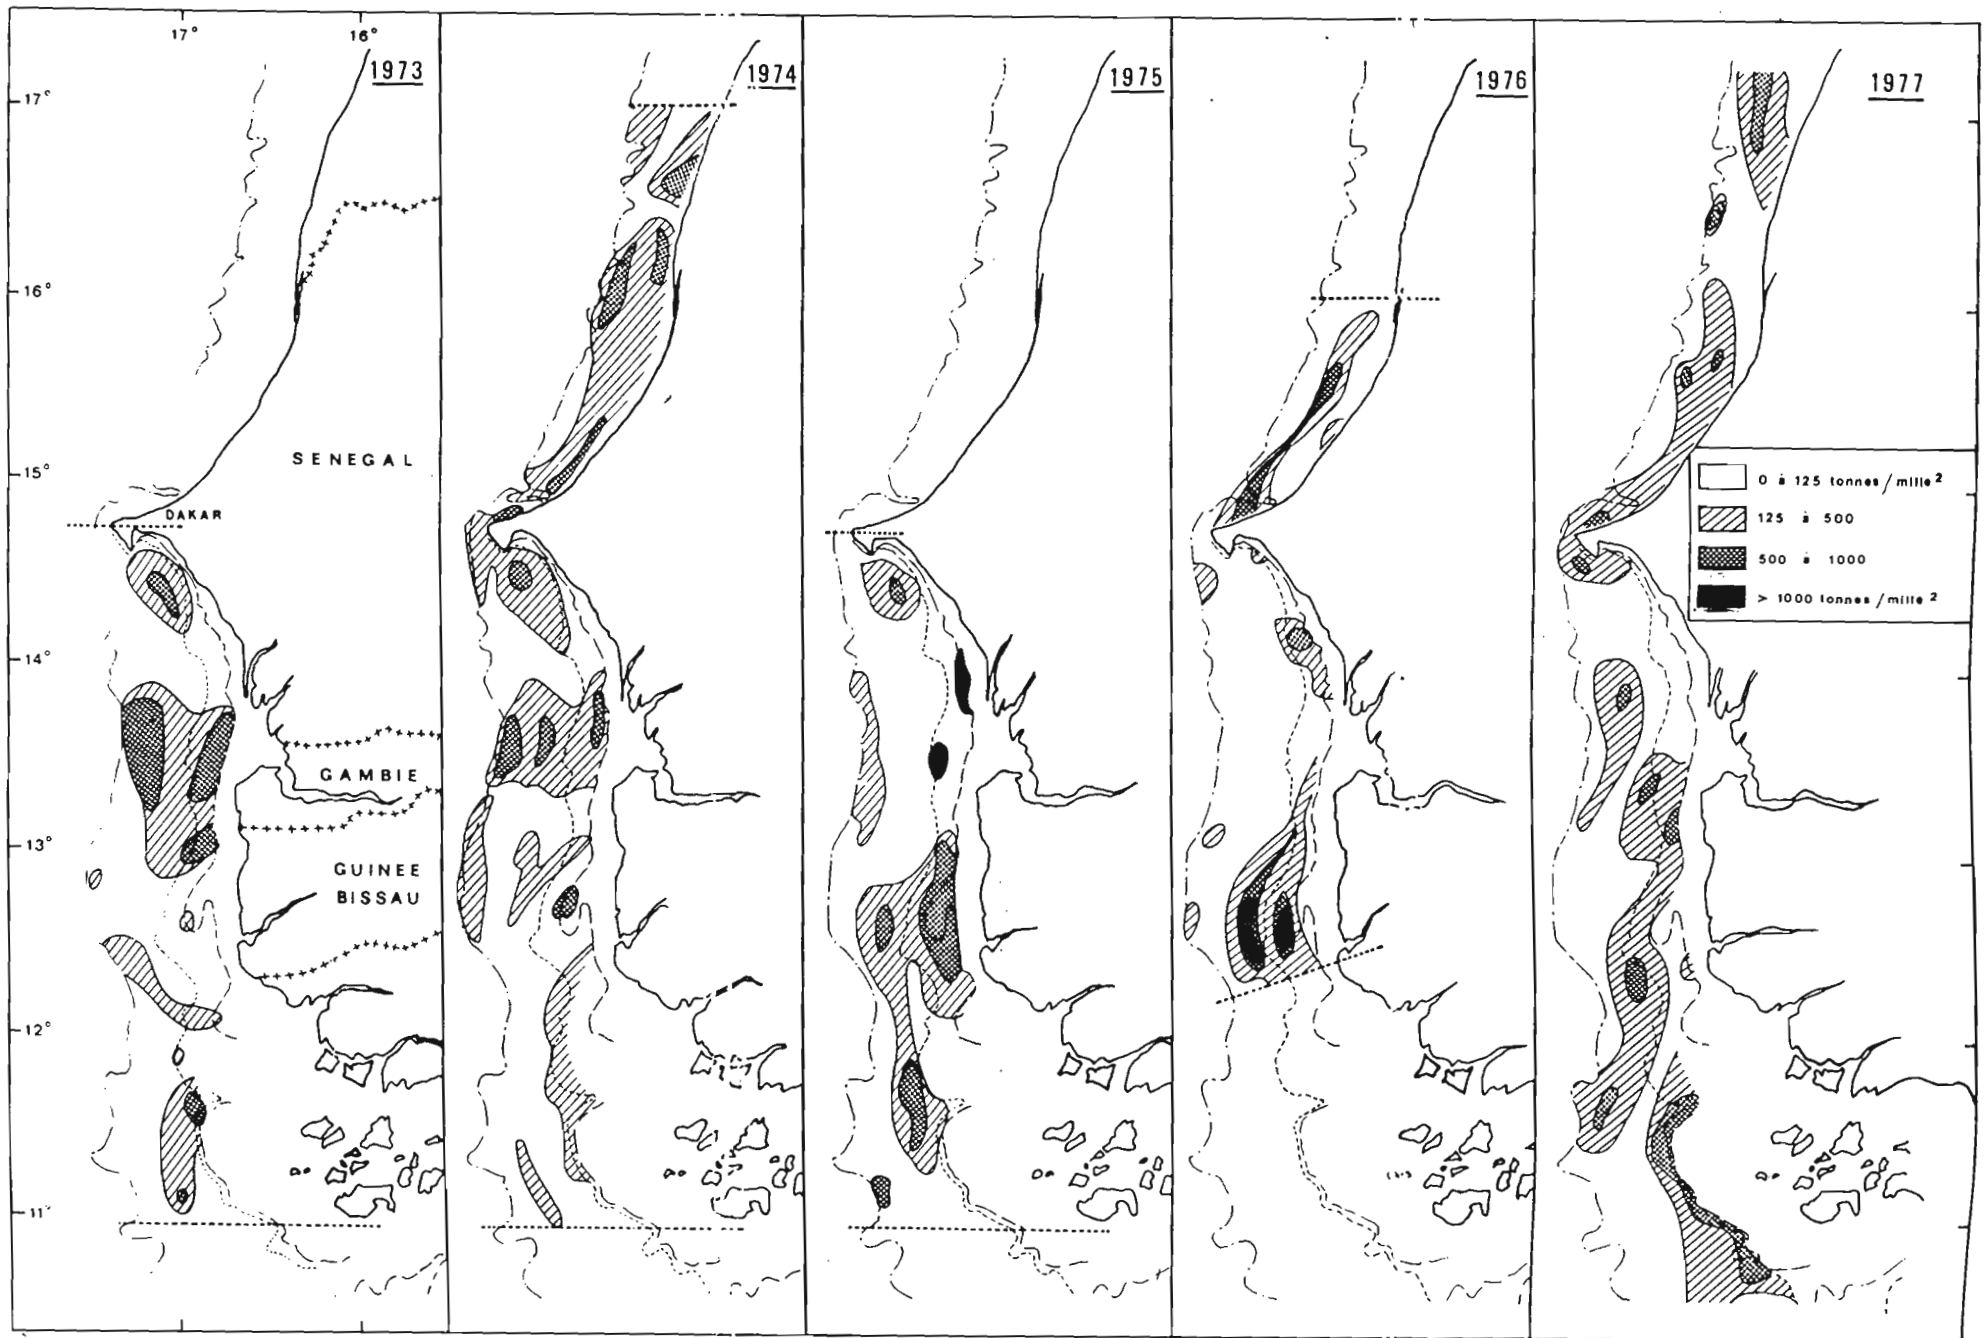 17° 16°
1973
1974
1975
1976
1977
17°
16°
15°
14°
13°
12°
11°
SENEGAL
DAKAR
GAMBIE
GUINEE
BISSAU
0 à 125 tonnes/mille²
125 à 500
500 à 1000
> 1000 tonnes/mille²